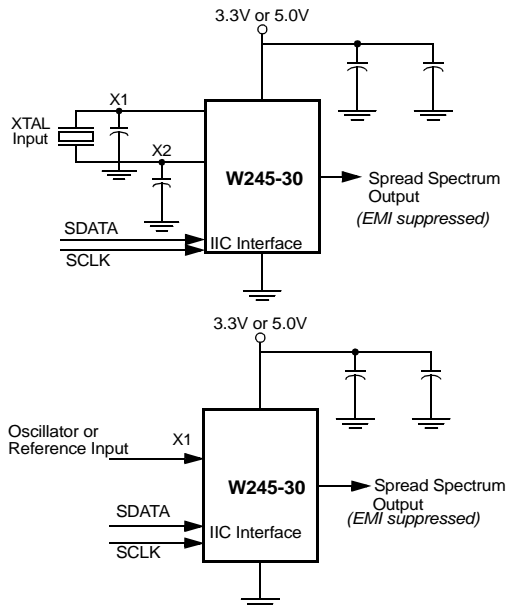 3.3V or 5.0V
X1
XTAL
Input
X2
W245-30
Spread Spectrum
Output
(EMI suppressed)
SDATA
IIC Interface
SCLK
3.3V or 5.0V
Oscillator or
Reference Input
X1
W245-30
Spread Spectrum
Output
(EMI suppressed)
SDATA
IIC Interface
SCLK